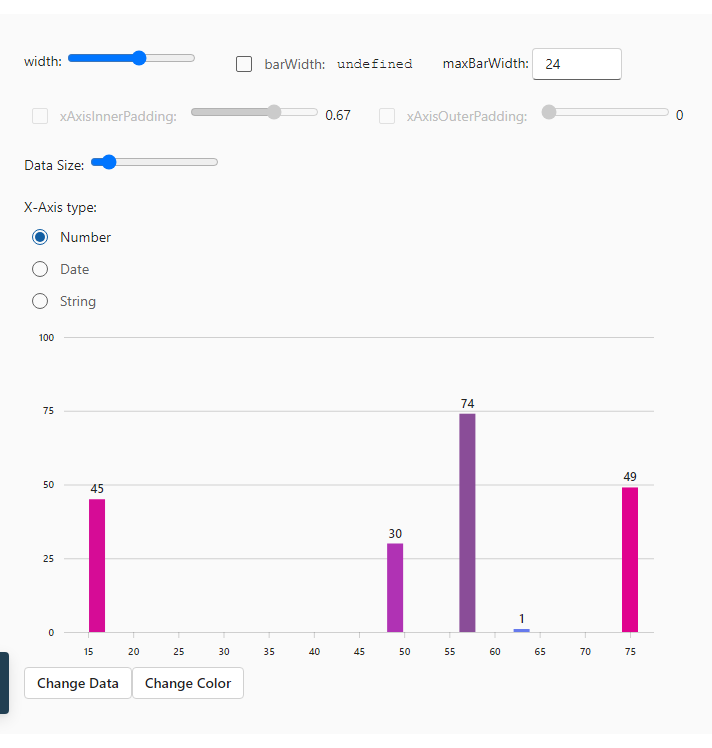 width: barWidth: undefined maxBarWidth: 24
xAxisInnerPadding: 0.67 xAxisOuterPadding: 0
Data Size:
X-Axis type:
Number
Date
String
100
75
50
25
0
45
30
74
1
49
15 20 25 30 35 40 45 50 55 60 65 70 75
Change Data Change Color